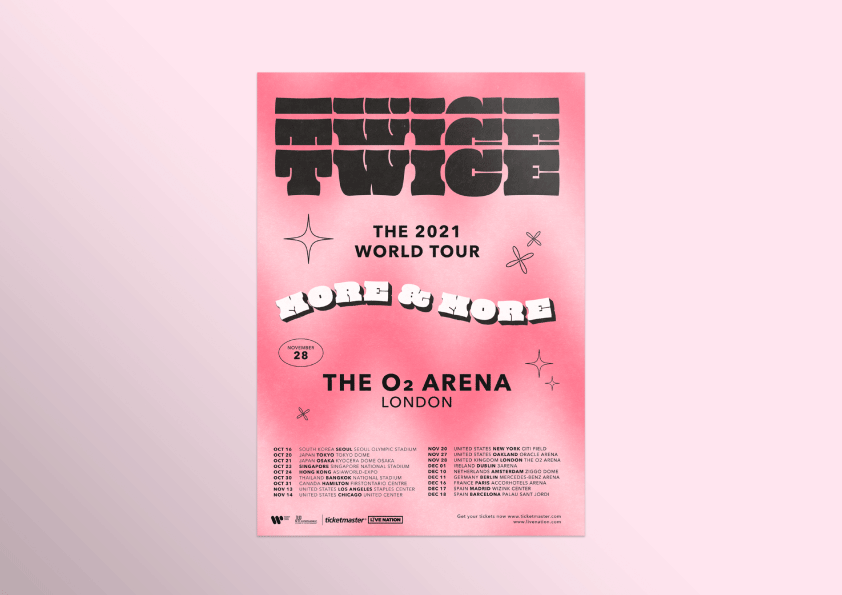 TWICE
TWICE
TWICE
THE 2021
WORLD TOUR
MORE & MORE
NOVEMBER
28
THE O2 ARENA
LONDON
OCT 16 SOUTH KOREA SEOUL SEOUL OLYMPIC STADIUM
OCT 20 JAPAN TOKYO TOKYO DOME
OCT 21 JAPAN OSAKA KYOCERA DOME OSAKA
OCT 23 SINGAPORE SINGAPORE NATIONAL STADIUM
OCT 24 HONG KONG ASIAWORLD-EXPO
OCT 30 THAILAND BANGKOK NATIONAL STADIUM
OCT 31 CANADA HAMILTON FIRSTONTARIO CENTRE
NOV 13 UNITED STATES LOS ANGELES STAPLES CENTER
NOV 14 UNITED STATES CHICAGO UNITED CENTER
NOV 20 UNITED STATES NEW YORK CITI FIELD
NOV 27 UNITED STATES OAKLAND ORACLE ARENA
NOV 28 UNITED KINGDOM LONDON THE O2 ARENA
DEC 01 IRELAND DUBLIN 3ARENA
DEC 10 NETHERLANDS AMSTERDAM ZIGGO DOME
DEC 11 GERMANY BERLIN MERCEDES-BENZ ARENA
DEC 16 FRANCE PARIS ACCORHOTELS ARENA
DEC 17 SPAIN MADRID WIZINK CENTER
DEC 18 SPAIN BARCELONA PALAU SANT JORDI
ticketmaster
LIVE NATION
Get your tickets now www.ticketmaster.com
www.livenation.com